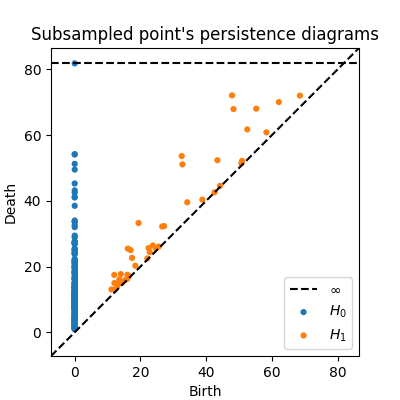 Subsampled point's persistence diagrams
Death
80
60
40
20
0
0 20 40 60 80
Birth
∞
H₀
H₁